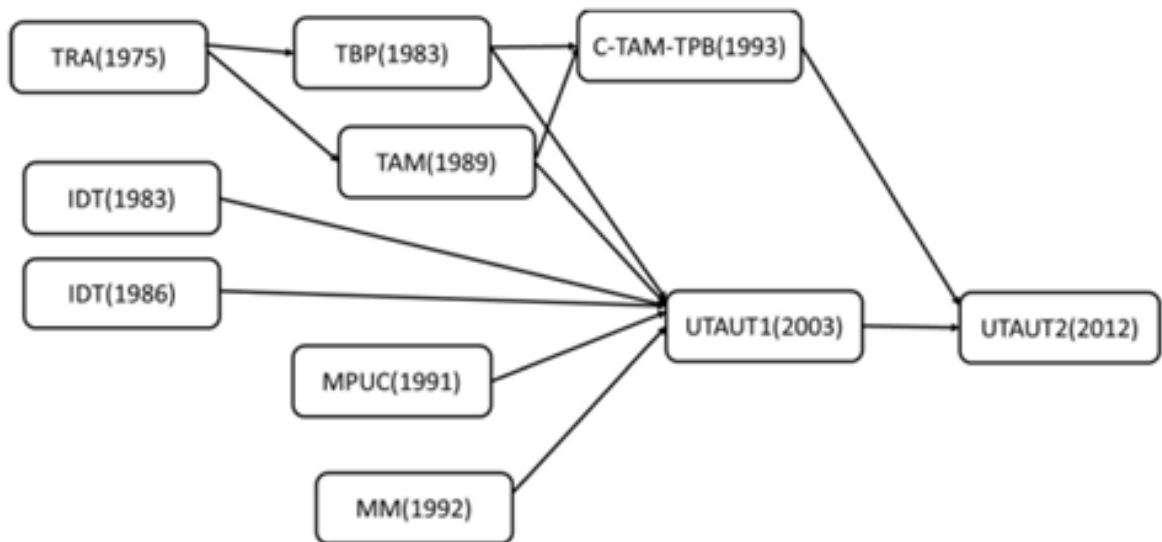 TRA(1975)
TBP(1983)
C-TAM-TPB(1993)
TAM(1989)
IDT(1983)
IDT(1986)
UTAUT1(2003)
UTAUT2(2012)
MPUC(1991)
MM(1992)